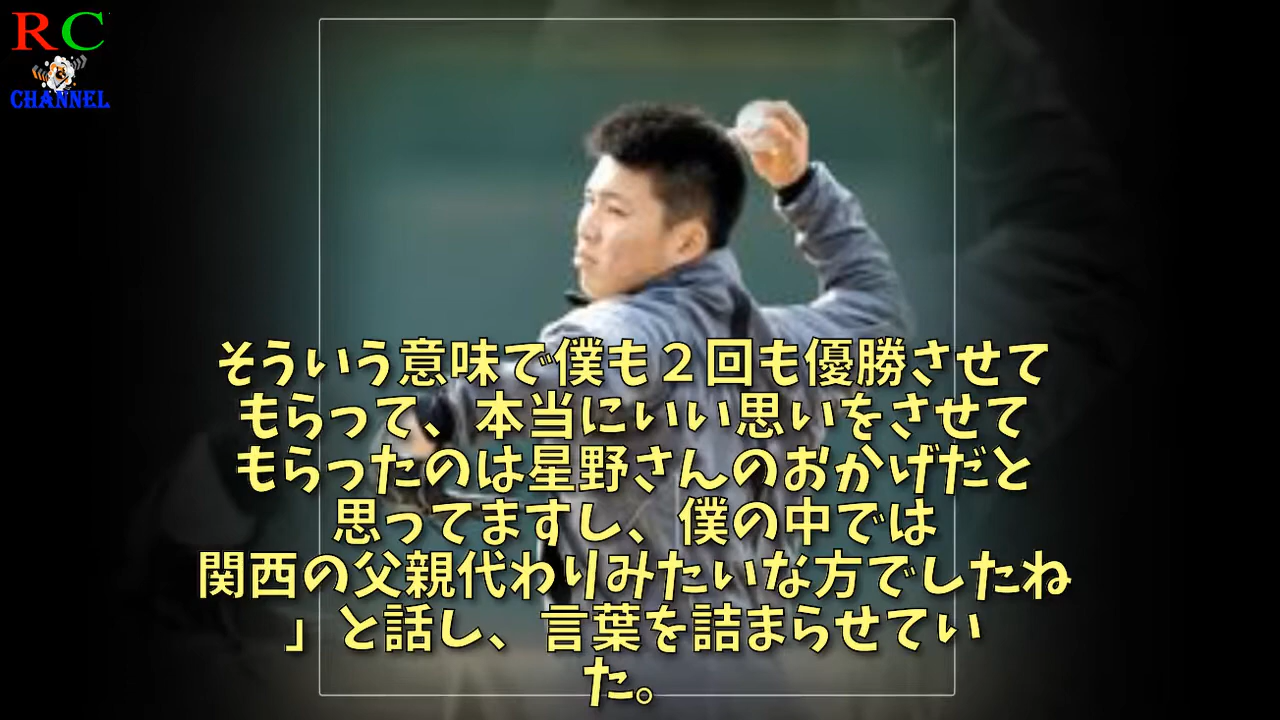 RC
CHANNEL
そういう意味で僕も２回も優勝させて
もらって、本当にいい思いをさせて
もらったのは星野さんのおかげだと
思ってますし、僕の中では
関西の父親代わりみたいな方でしたね
」と話し、言葉を詰まらせてい
た。